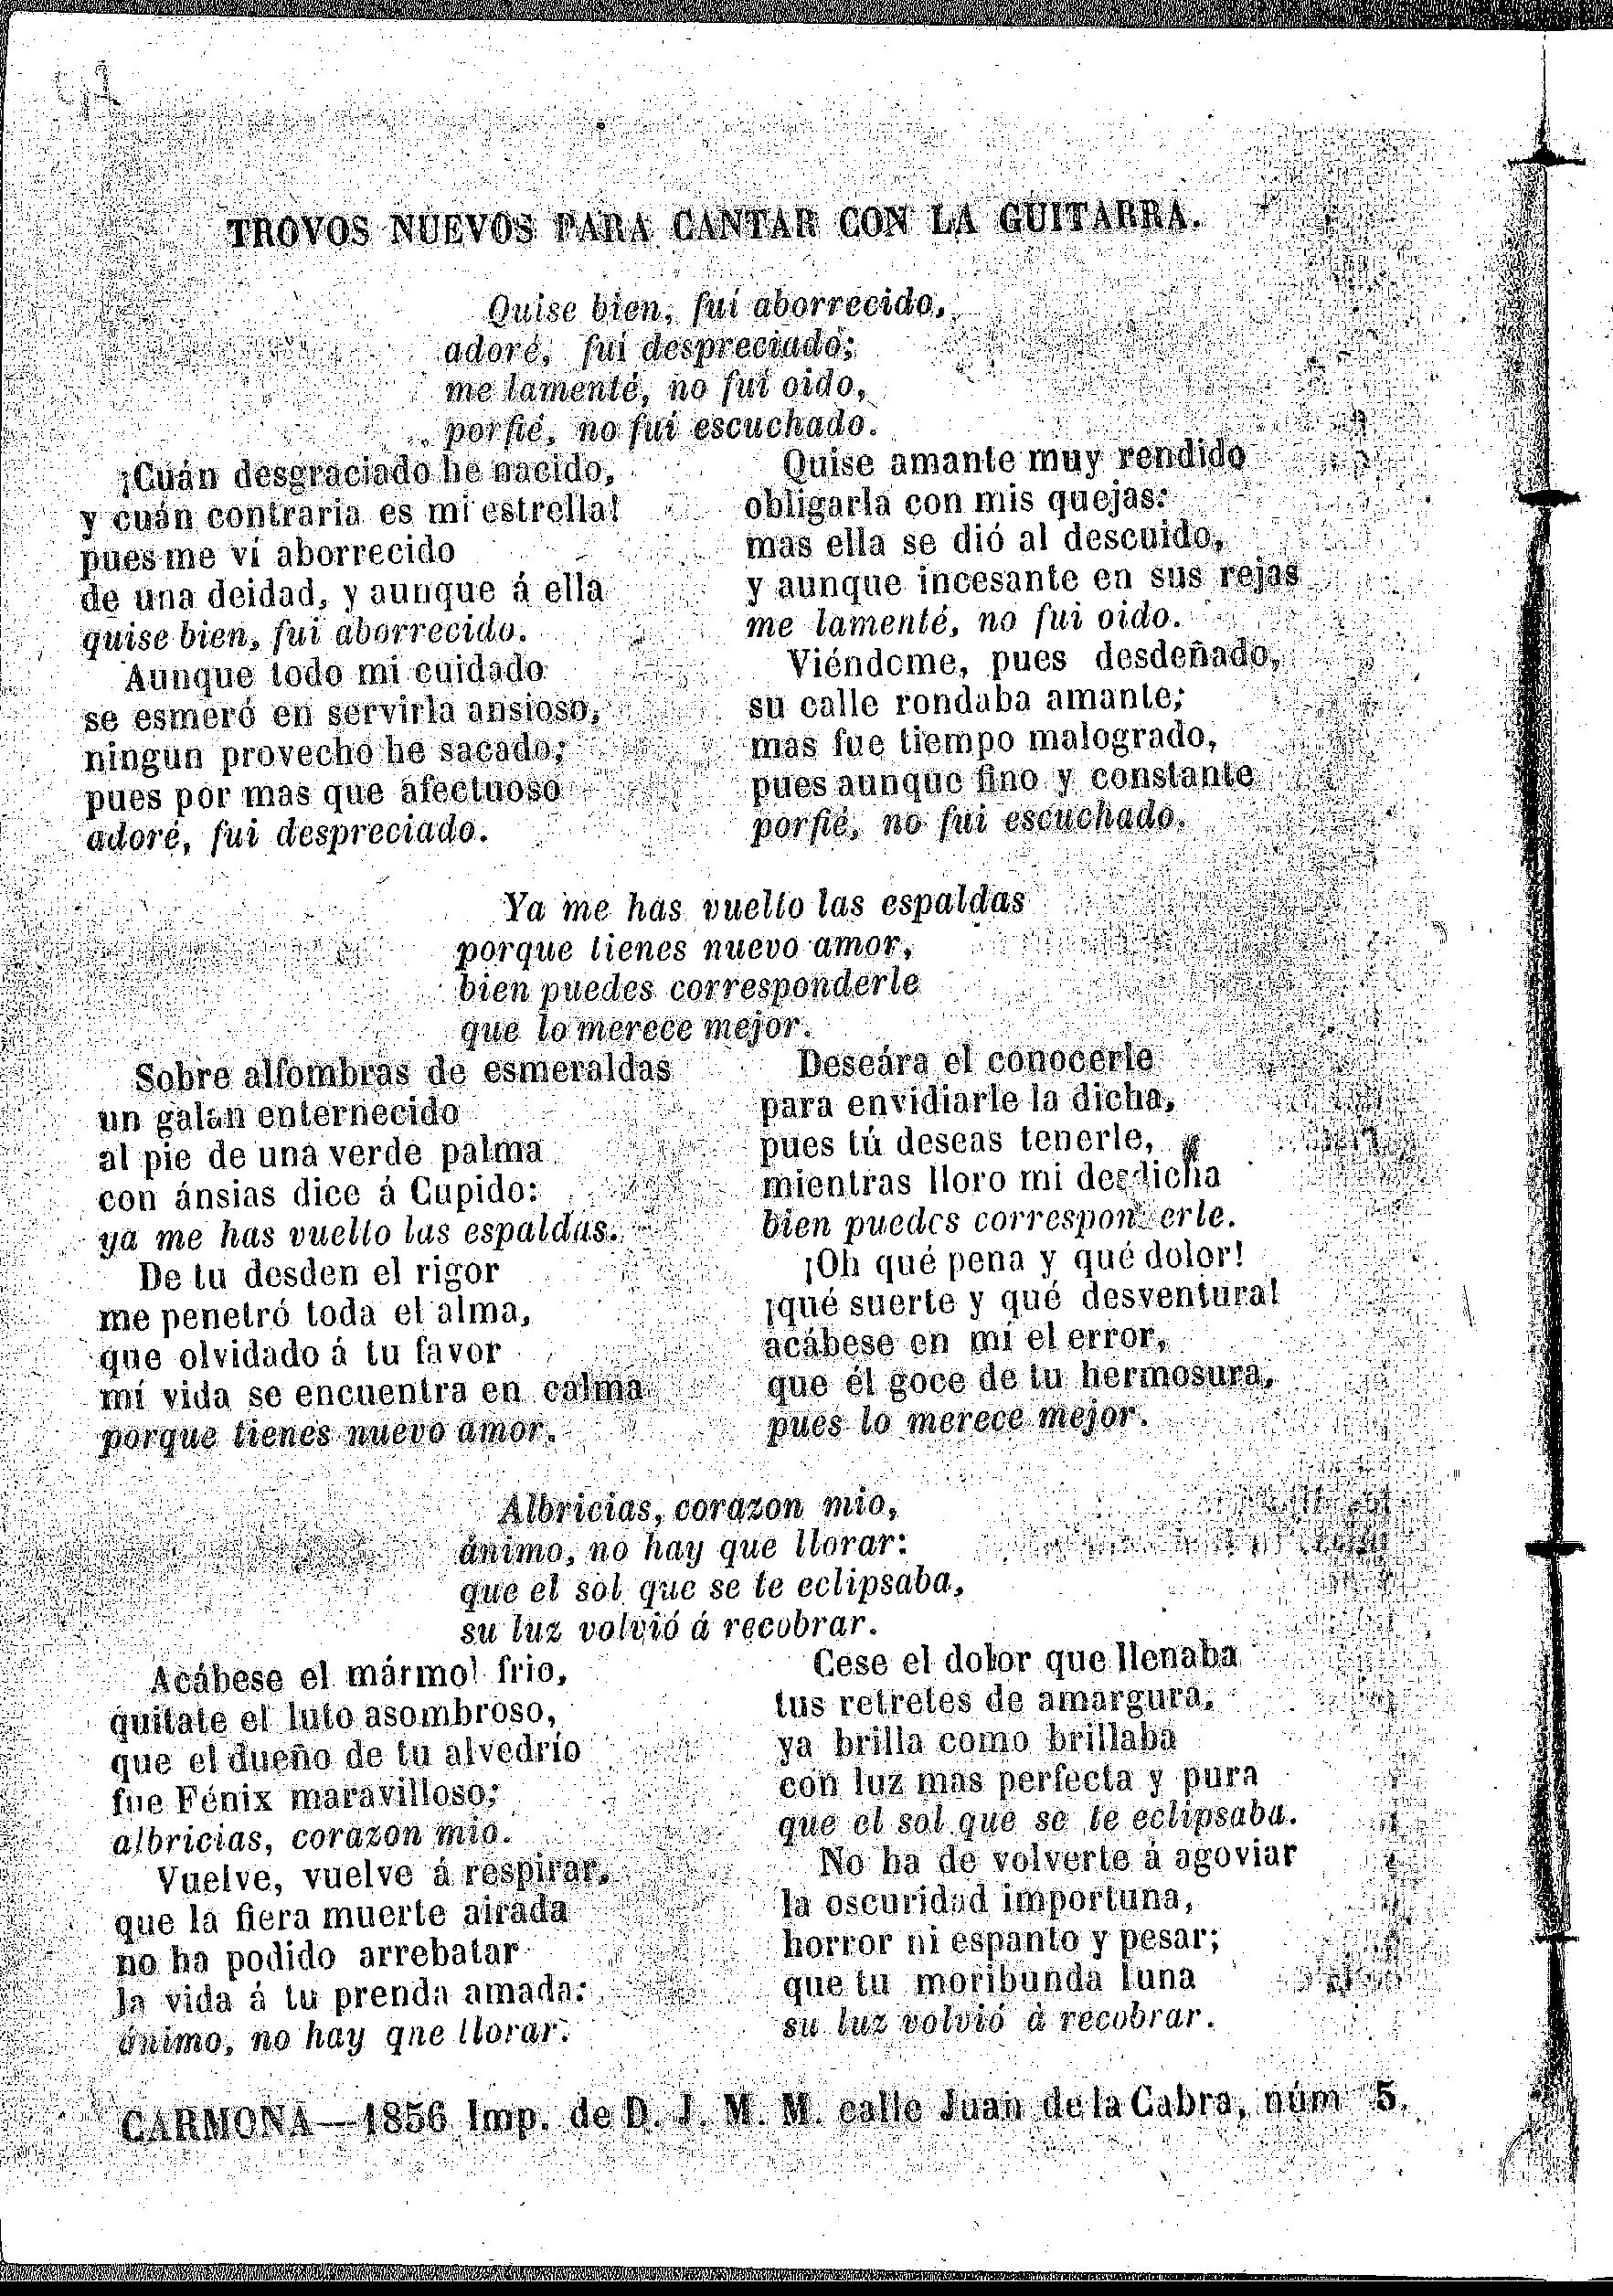 TROVOS NUEVOS PARA CANTAR CON LA GUITARRA.
Quise bien, fui aborrecido,
adoré, fui despreciado;
me lamenté, no fui oido,
porfié, no fui escuchado.
¡Cuán desgraciado he nacido,
y cuán contraria es mi estrella!
pues me ví aborrecido
de una deidad, y aunque á ella
quise bien, fui aborrecido.
Aunque todo mi cuidado
se esmeró en servirla ansioso,
ningun provecho he sacado;
pues por mas que afectuoso
adoré, fui despreciado.
Quise amante muy rendido
obligarla con mis quejas:
mas ella se dió al descuido,
y aunque incesante en sus rejas
me lamenté, no fui oido.
Viéndome, pues desdeñado,
su calle rondaba amante;
mas fue tiempo malogrado,
pues aunque fino y constante
porfié, no fui escuchado.
Ya me has vuelto las espaldas
porque tienes nuevo amor,
bien puedes corresponderle
que lo merece mejor.
Sobre alfombras de esmeraldas
un galan enternecido
al pie de una verde palma
con ánsias dice á Cupido:
ya me has vuelto las espaldas.
De tu desden el rigor
me penetró toda el alma,
que olvidado á tu favor
mi vida se encuentra en calma
porque tienes nuevo amor.
Deseára el conocerle
para envidiarle la dicha,
pues tú deseas tenerle,
mientras lloro mi desdicha
bien puedes corresponderle.
¡Oh qué pena y qué dolor!
¡qué suerte y qué desventura!
acábese en mi el error,
que él goce de tu hermosura,
pues lo merece mejor.
Albricias, corazon mio,
ánimo, no hay que llorar:
que el sol que se te eclipsaba,
su luz volvió á recobrar.
Acábese el mármol frio,
quitate el luto asombroso,
que el dueño de tu alvedrío
fue Fénix maravilloso;
albricias, corazon mio.
Vuelve, vuelve á respirar,
que la fiera muerte airada
no ha podido arrebatar
la vida á tu prenda amada:
ánimo, no hay qne llorar.
Cese el dolor que llenaba
tus retretes de amargura,
ya brilla como brillaba
con luz mas perfecta y pura
que el sol que se te eclipsaba.
No ha de volverte á agoviar
la oscuridad importuna,
horror ni espanto y pesar;
que tu moribunda luna
su luz volvió á recobrar.
CARMONA—1856 Imp. de D. J. M. M. calle Juan de la Cabra, núm 5.